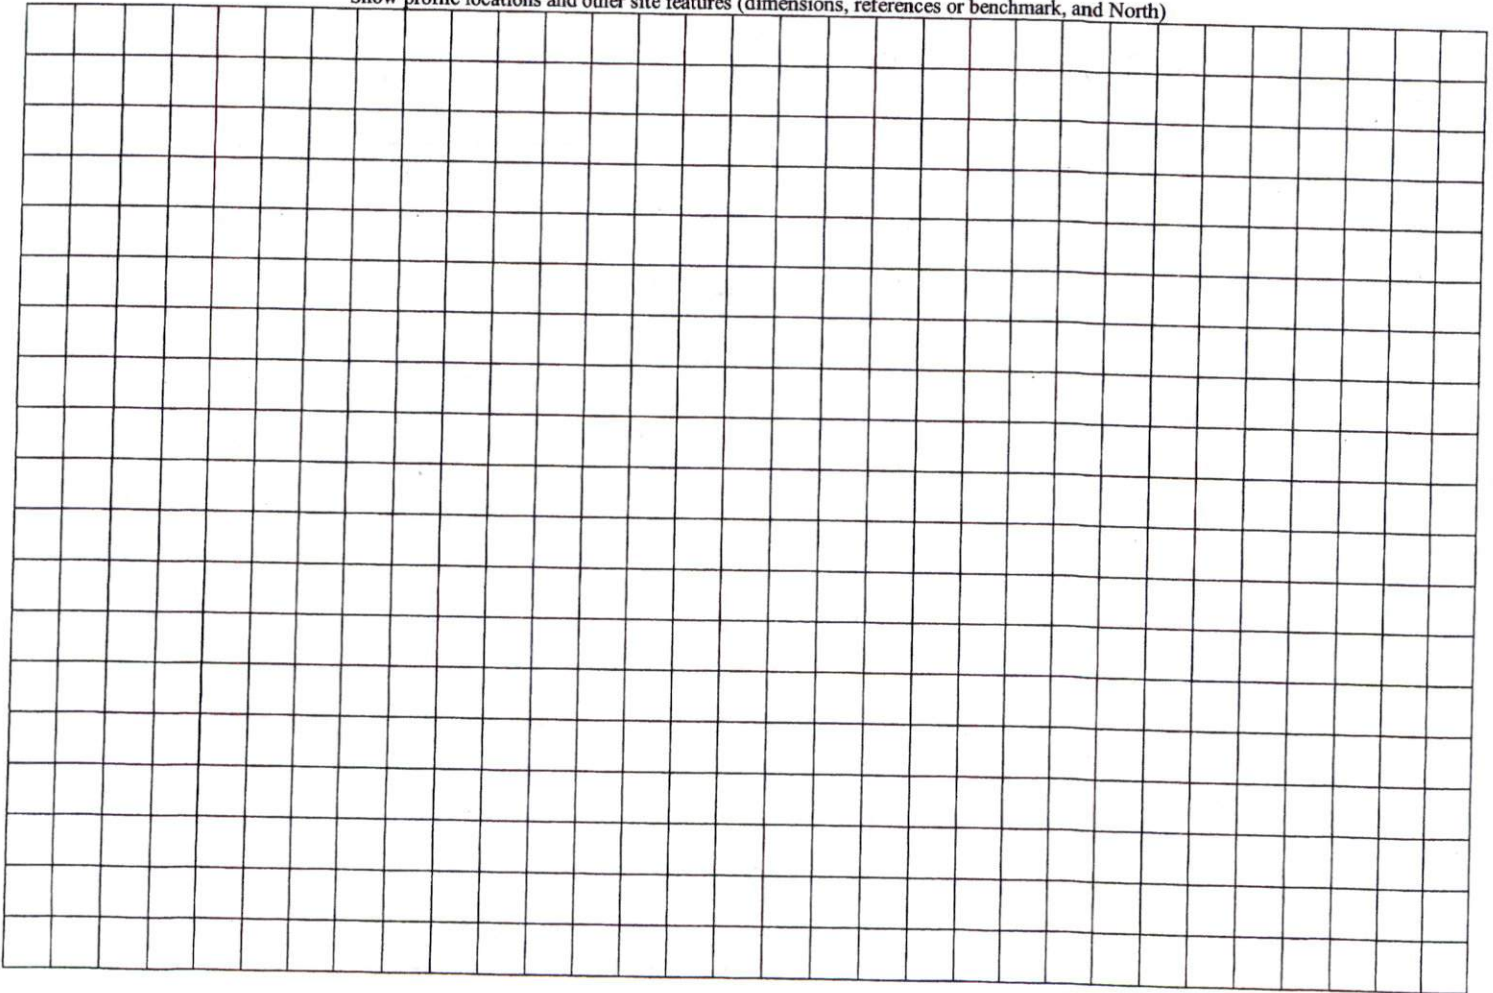 Show profile locations and other site features (dimensions, references or benchmark, and North)